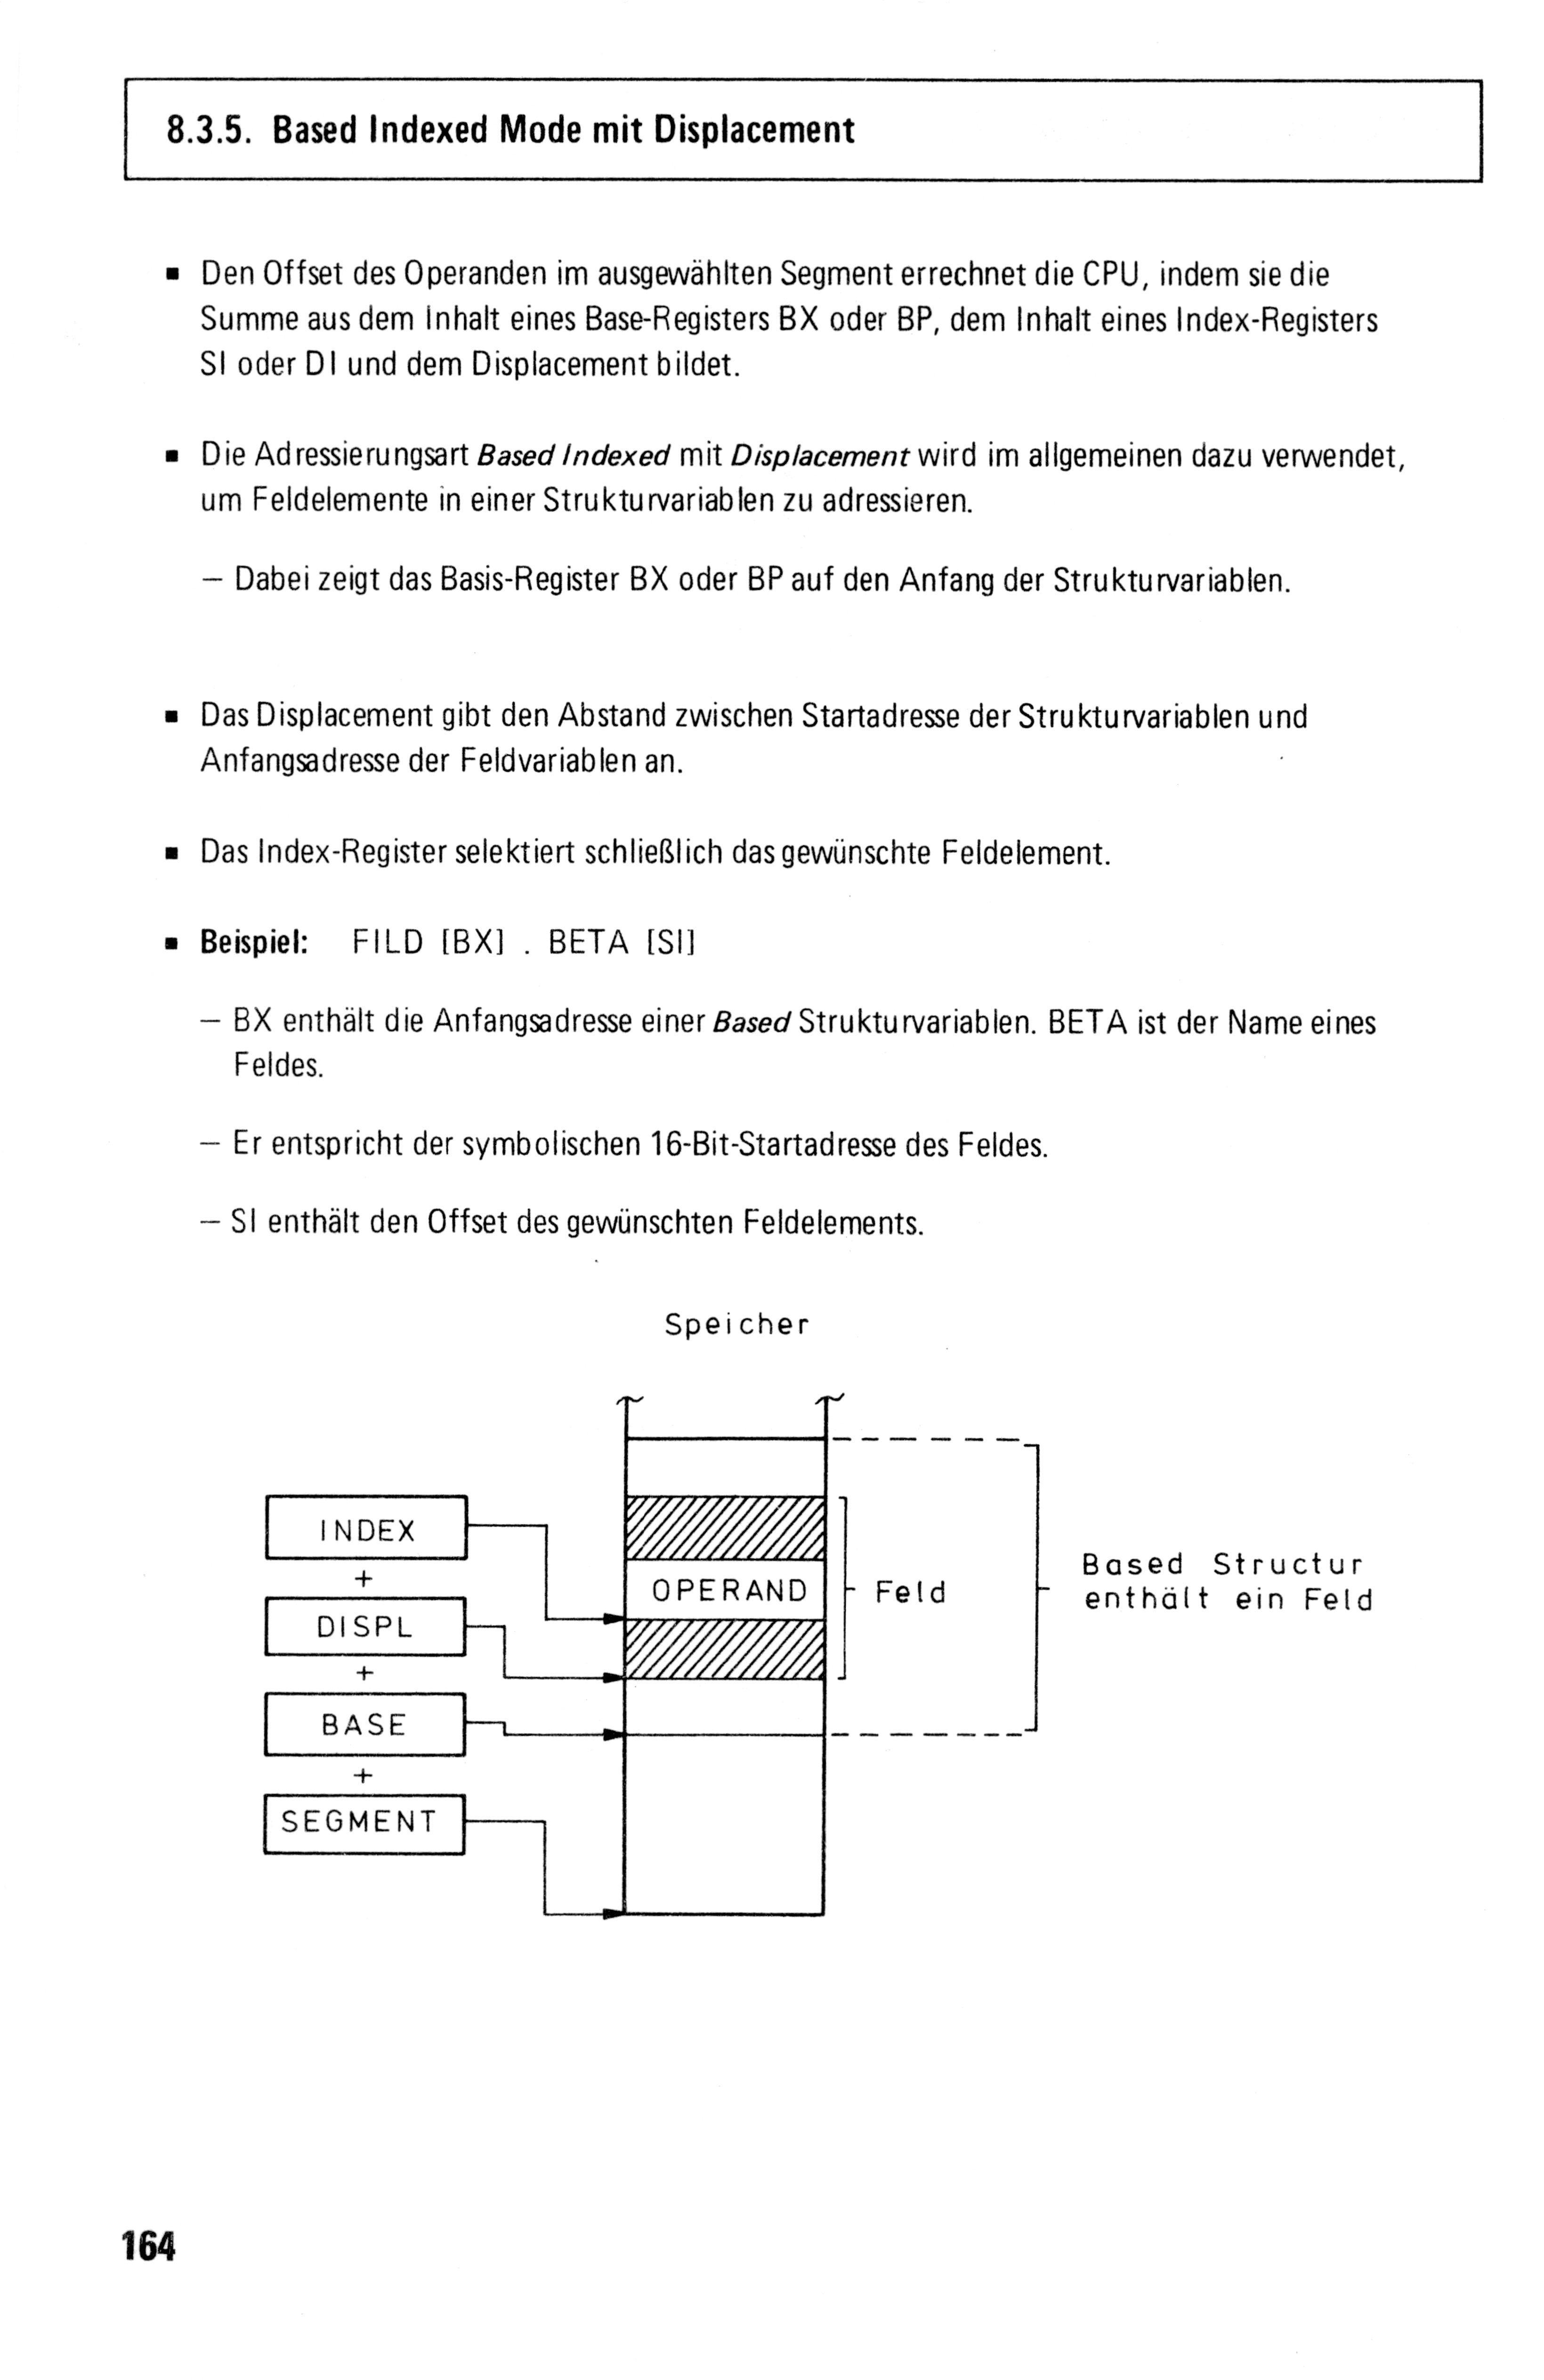 8.3.5. Based Indexed Mode mit Displacement
▪ Den Offset des Operanden im ausgewählten Segment errechnet die CPU, indem sie die
Summe aus dem Inhalt eines Base-Registers BX oder BP, dem Inhalt eines Index-Registers
SI oder DI und dem Displacement bildet.
▪ Die Adressierungsart Based Indexed mit Displacement wird im allgemeinen dazu verwendet,
um Feldelemente in einer Strukturvariablen zu adressieren.
– Dabei zeigt das Basis-Register BX oder BP auf den Anfang der Strukturvariablen.
▪ Das Displacement gibt den Abstand zwischen Startadresse der Strukturvariablen und
Anfangsadresse der Feldvariablen an.
▪ Das Index-Register selektiert schließlich das gewünschte Feldelement.
▪ Beispiel: FILD [BX] . BETA [SI]
– BX enthält die Anfangsadresse einer Based Strukturvariablen. BETA ist der Name eines
Feldes.
– Er entspricht der symbolischen 16-Bit-Startadresse des Feldes.
– SI enthält den Offset des gewünschten Feldelements.
Speicher
INDEX
+
DISPL
+
BASE
+
SEGMENT
OPERAND
Feld
Based Structur
enthält ein Feld
164